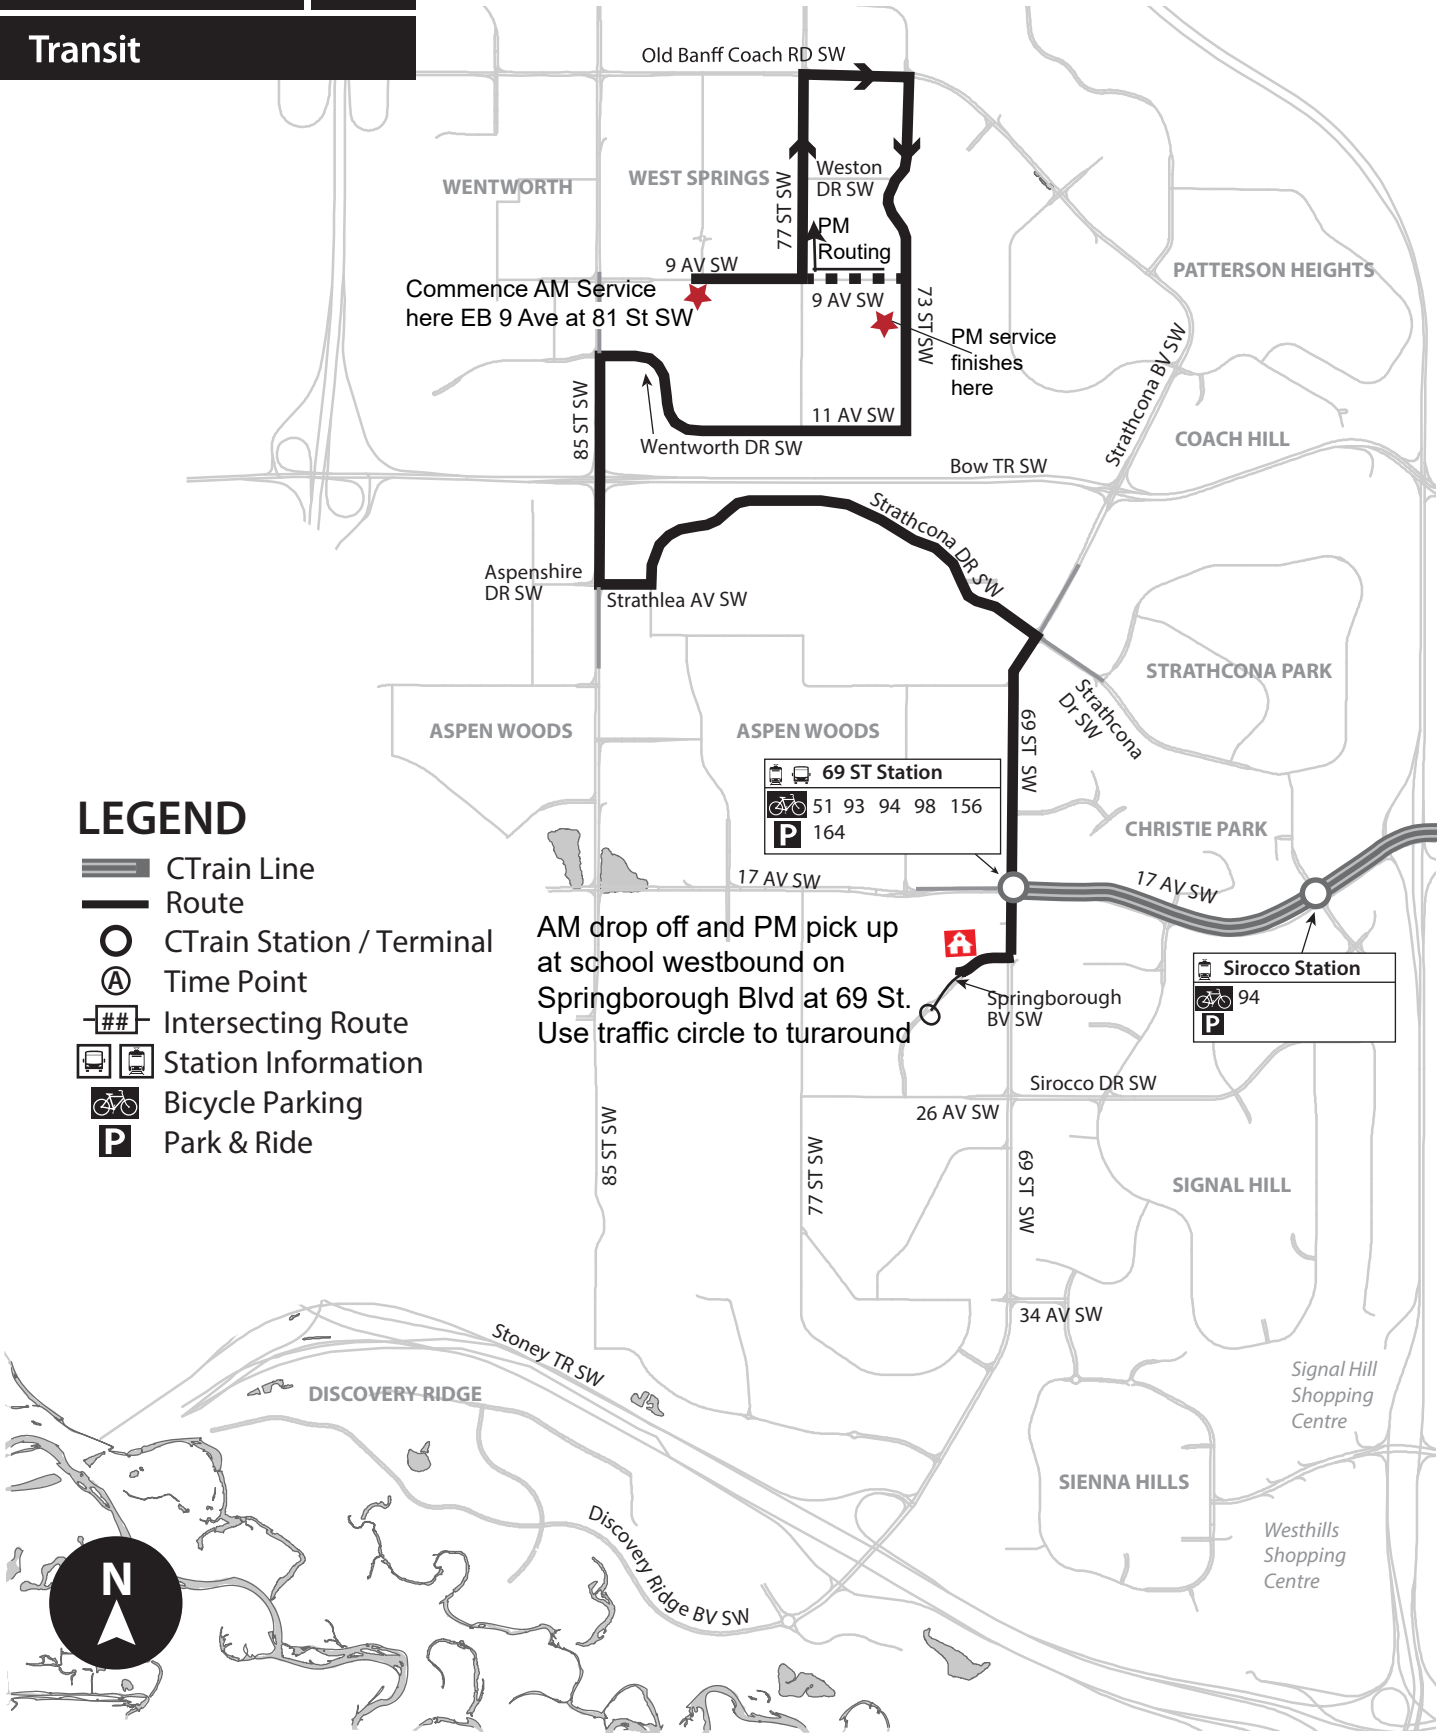 Transit
Old Banff Coach RD SW
WENTWORTH
WEST SPRINGS
77 ST SW
Weston
DR SW
PM
Routing
9 AV SW
Commence AM Service
here EB 9 Ave at 81 St SW
9 AV SW
73 ST SW
PM service
finishes
here
PATTERSON HEIGHTS
Strathcona BV SW
85 ST SW
11 AV SW
Wentworth DR SW
COACH HILL
Bow TR SW
Strathcona DR SW
Aspenshire
DR SW
Strathlea AV SW
STRATHCONA PARK
Strathcona
Dr SW
ASPEN WOODS
ASPEN WOODS
69 ST SW
69 ST Station
51 93 94 98 156
P 164
CHRISTIE PARK
17 AV SW
17 AV SW
LEGEND
CTrain Line
Route
CTrain Station / Terminal
A Time Point
## Intersecting Route
Station Information
Bicycle Parking
P Park & Ride
AM drop off and PM pick up
at school westbound on
Springborough Blvd at 69 St.
Use traffic circle to turaround
Springborough
BV SW
Sirocco Station
94
P
Sirocco DR SW
26 AV SW
85 ST SW
77 ST SW
69 ST SW
SIGNAL HILL
34 AV SW
Stoney TR SW
DISCOVERY RIDGE
Signal Hill
Shopping
Centre
SIENNA HILLS
Discovery Ridge BV SW
Westhills
Shopping
Centre
N